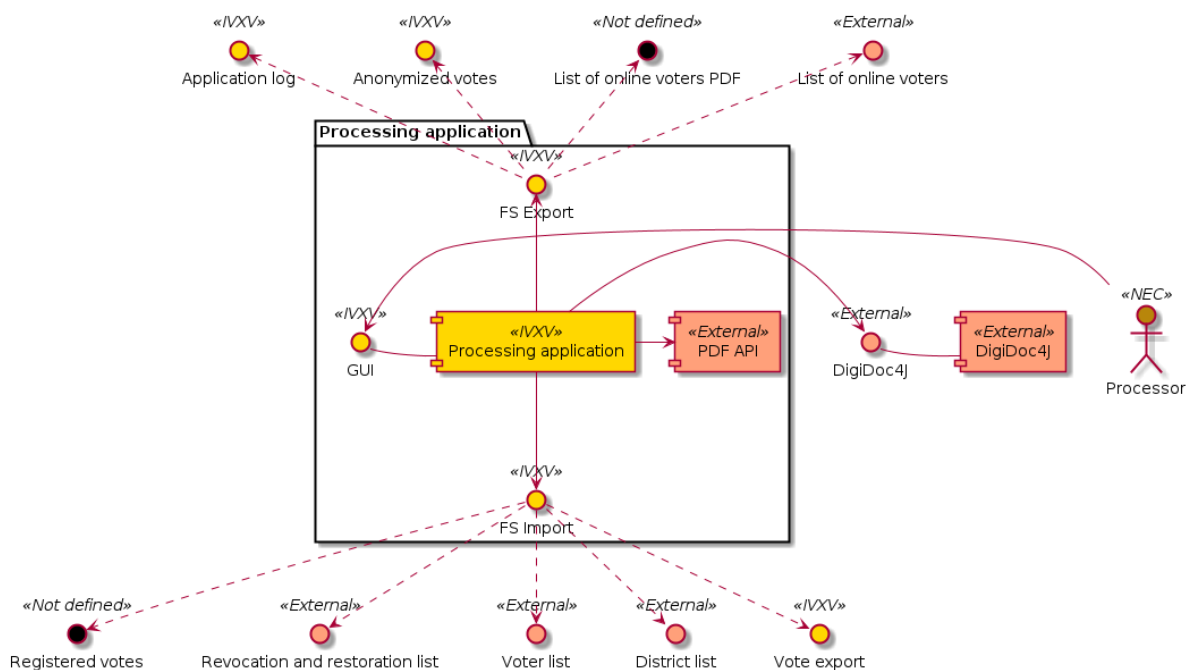 «IVXV»
«IVXV»
«Not defined»
«External»
Application log
Anonymized votes
List of online voters PDF
List of online voters
Processing application
«IVXV»
FS Export
«NEC»
«IVXV»
«External»
«IVXV»
Processing application
«External»
PDF API
«External»
DigiDoc4J
GUI
DigiDoc4J
Processor
«IVXV»
FS Import
«Not defined»
«External»
«External»
«External»
«IVXV»
Registered votes
Revocation and restoration list
Voter list
District list
Vote export